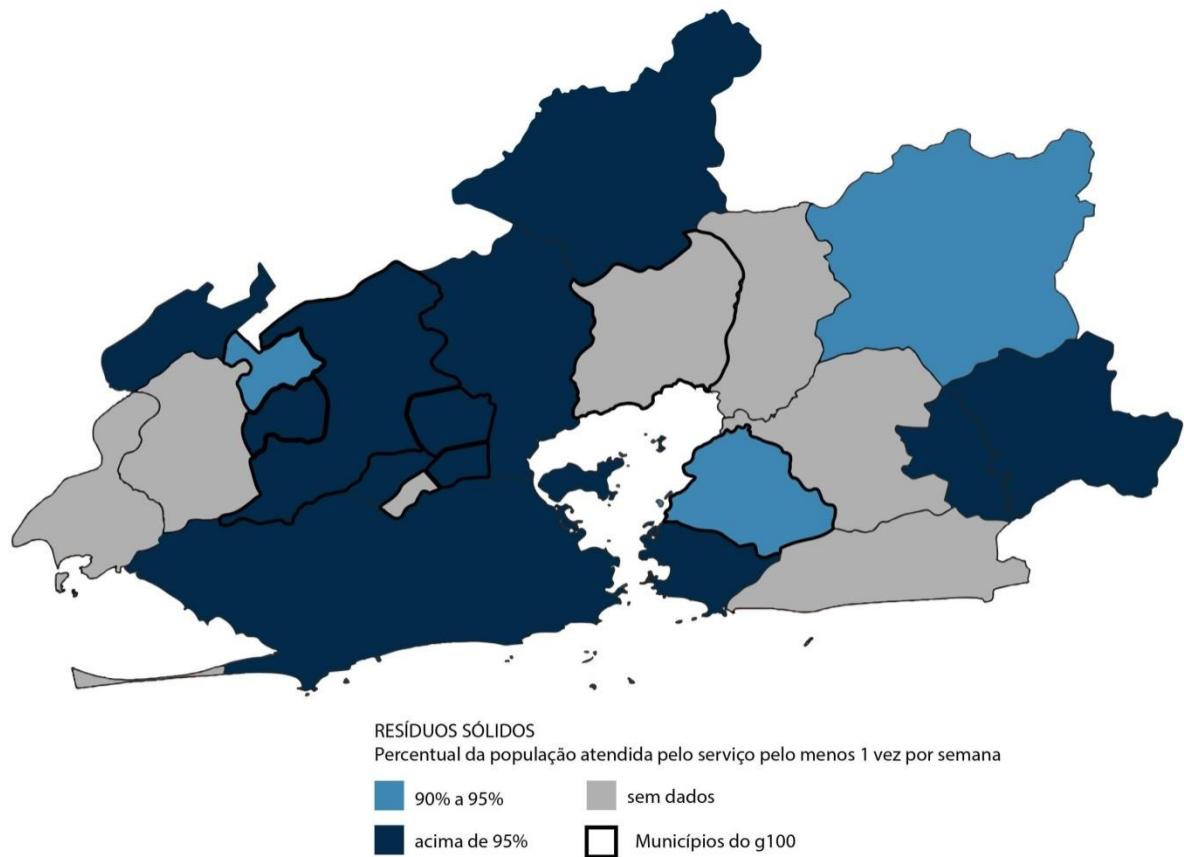 RESÍDUOS SÓLIDOS
Percentual da população atendida pelo serviço pelo menos 1 vez por semana
90% a 95%
sem dados
acima de 95%
Municípios do g100